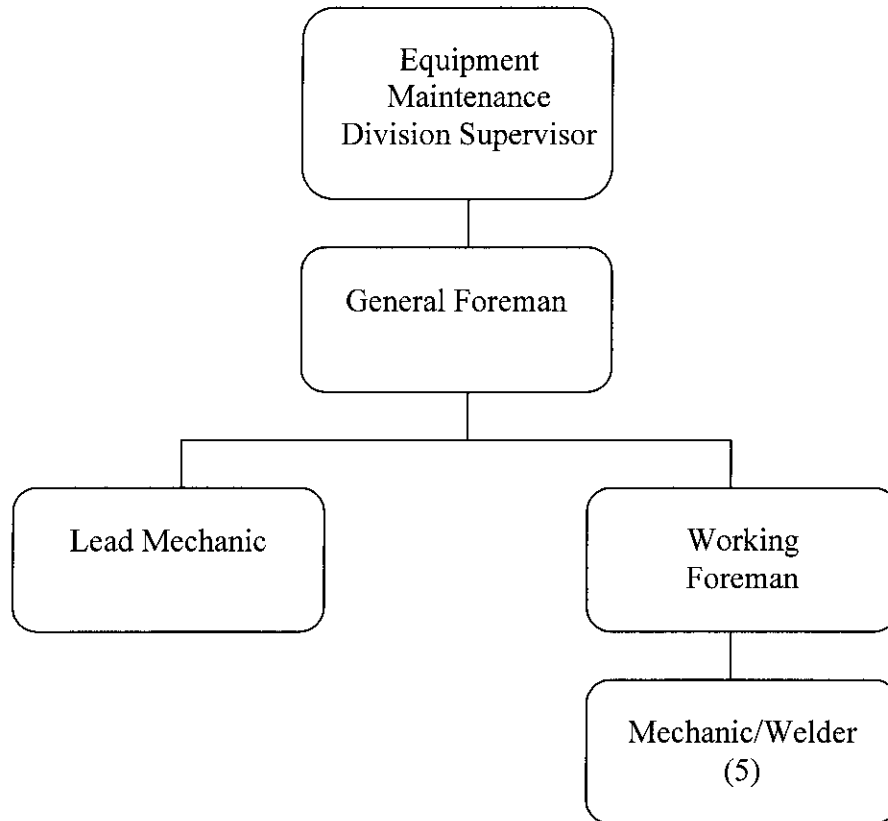 Equipment
Maintenance
Division Supervisor
General Foreman
Lead Mechanic
Working
Foreman
Mechanic/Welder
(5)